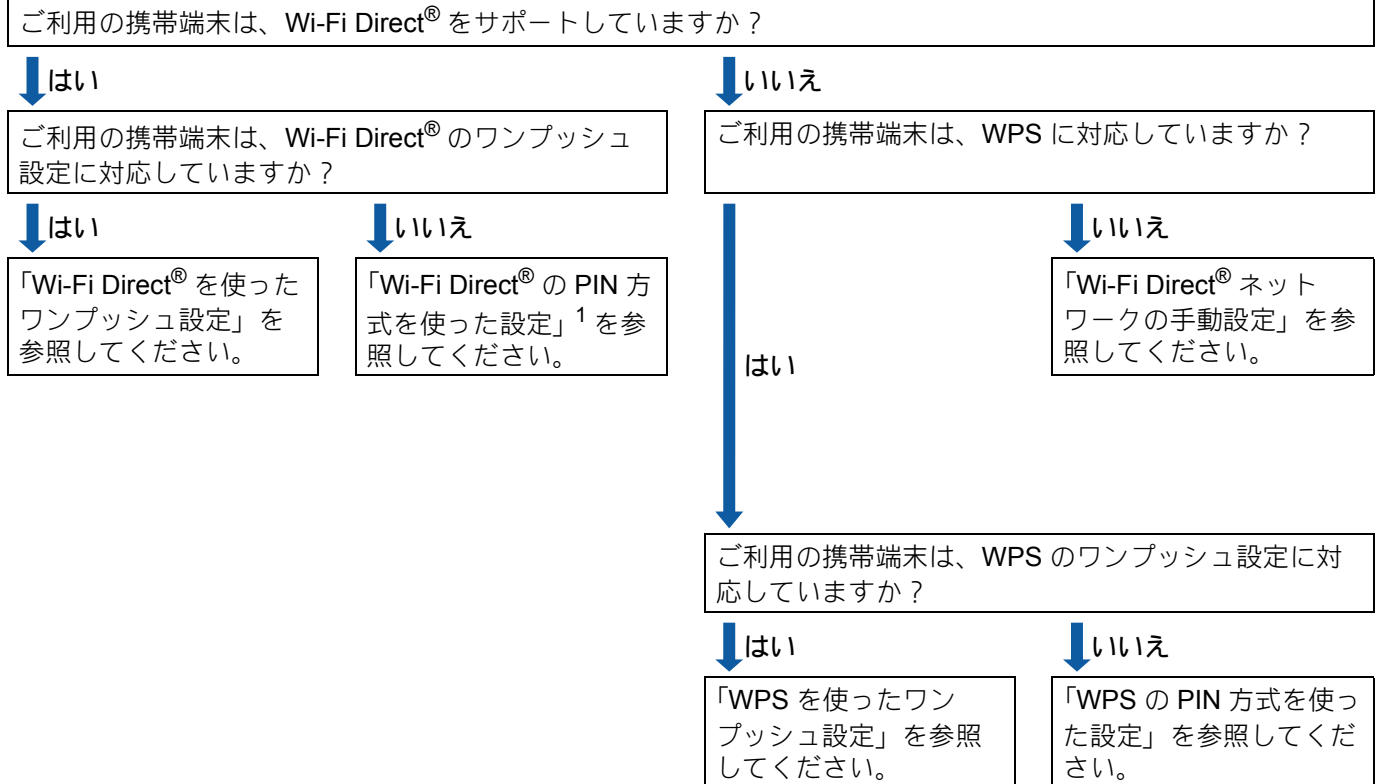 ご利用の携帯端末は、Wi-Fi Direct® をサポートしていますか？
はい
いいえ
ご利用の携帯端末は、Wi-Fi Direct® のワンプッシュ
設定に対応していますか？
ご利用の携帯端末は、WPS に対応していますか？
はい
いいえ
いいえ
「Wi-Fi Direct® を使った
ワンプッシュ設定」を
参照してください。
「Wi-Fi Direct® の PIN 方
式を使った設定」1 を参
照してください。
「Wi-Fi Direct® ネット
ワークの手動設定」を参
照してください。
はい
ご利用の携帯端末は、WPS のワンプッシュ設定に対
応していますか？
はい
いいえ
「WPS を使ったワン
プッシュ設定」を参照
してください。
「WPS の PIN 方式を使っ
た設定」を参照してくだ
さい。